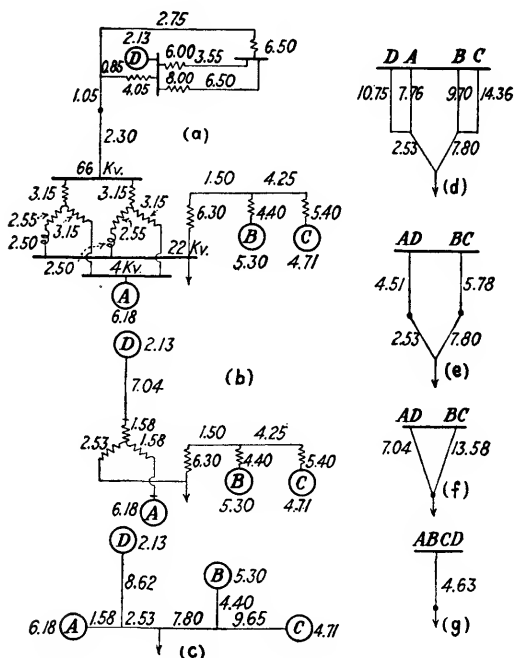 2.75
2.13
D
6.00
3.55
6.50
0.85
4.05
8.00
6.50
1.05
(a)
2.30
66 Kv.
3.15
3.15
2.55
3.15
3.15
2.50
2.55
6.30
1.50
4.25
4.40
5.40
B
C
5.30
4.71
22 Kv.
2.50
4 Kv.
A
6.18
D
2.13
(b)
7.04
1.58
2.53
1.58
6.30
1.50
4.25
4.40
5.40
B
C
5.30
4.71
6.18
A
D
2.13
8.62
B
5.30
4.40
6.18
A
1.58
2.53
7.80
9.65
C
4.71
(c)
D A B C
10.75
7.76
9.70
14.36
2.53
7.80
(d)
AD BC
4.51
5.78
2.53
7.80
(e)
AD BC
7.04
13.58
(f)
ABCD
4.63
(g)